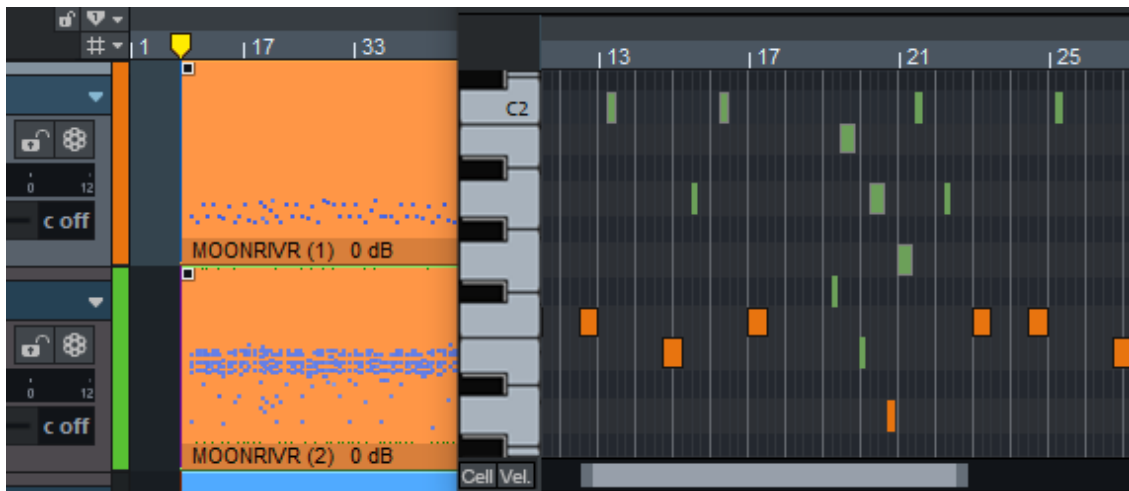 1 17 33
13 17 21 25
C2
0 12
c off
MOONRIVR (1) 0 dB
0 12
c off
MOONRIVR (2) 0 dB
Cell Vel.